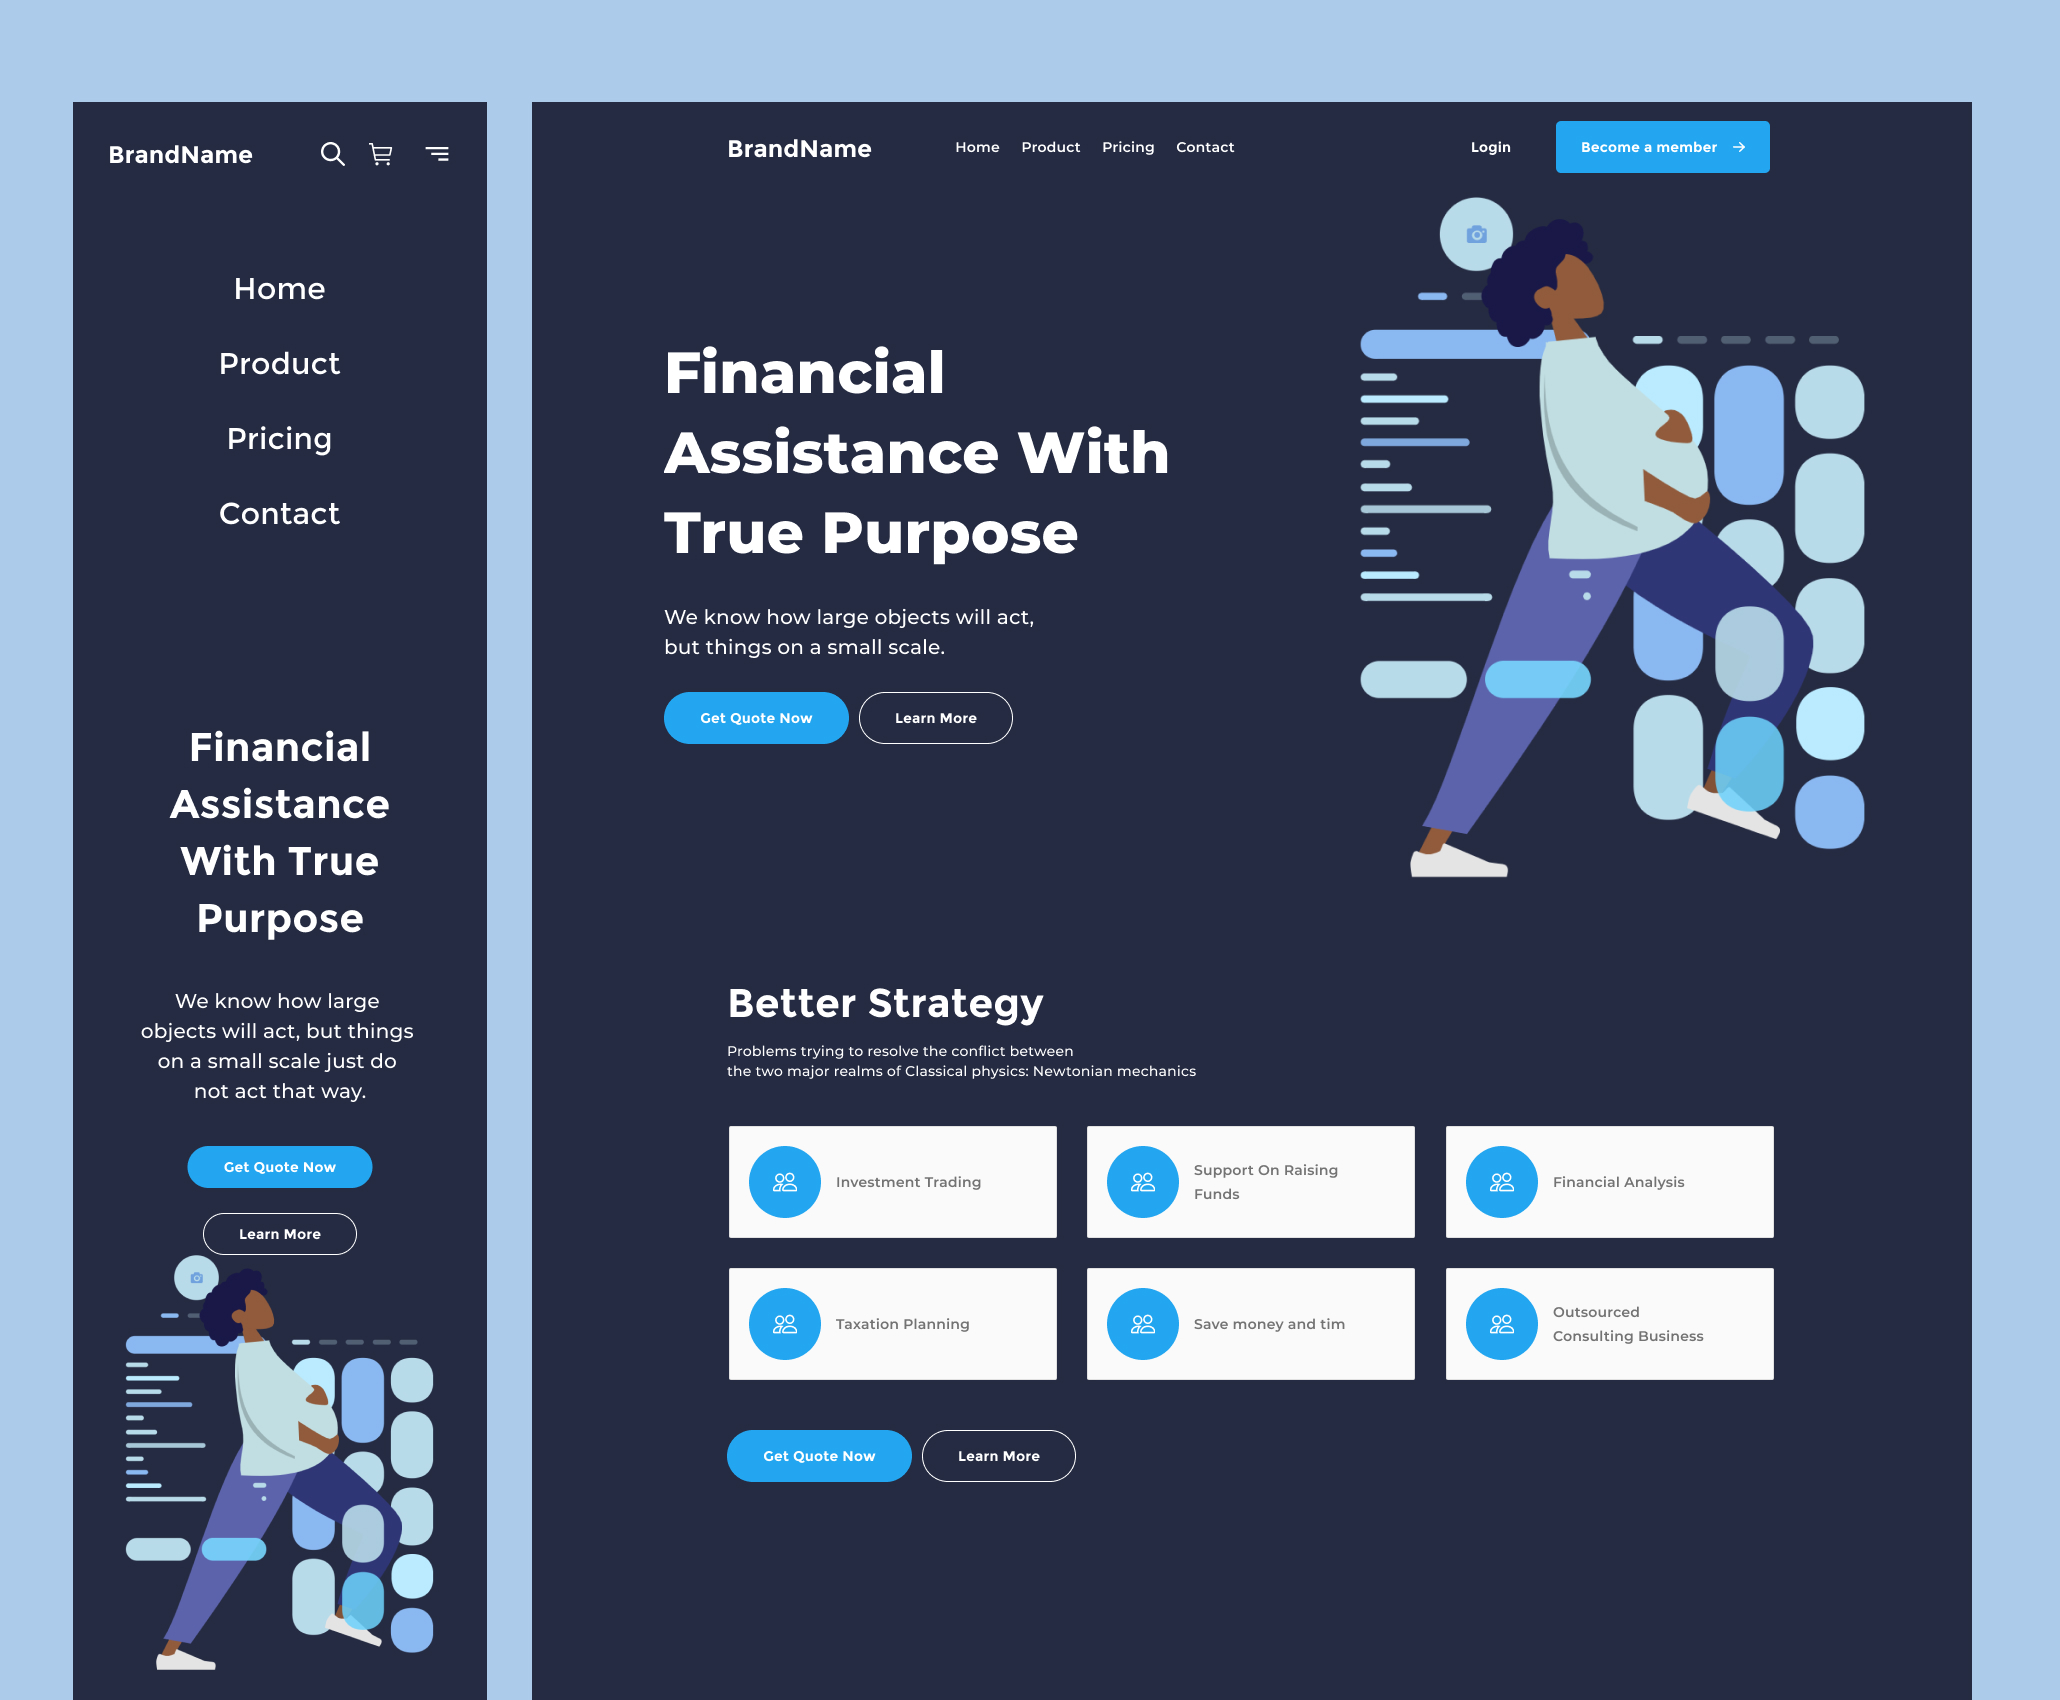 BrandName
Home
Product
Pricing
Contact
Financial
Assistance
With True
Purpose
We know how large
objects will act, but things
on a small scale just do
not act that way.
Get Quote Now
Learn More
BrandName
Home Product Pricing Contact
Login
Become a member
Financial
Assistance With
True Purpose
We know how large objects will act,
but things on a small scale.
Get Quote Now
Learn More
Better Strategy
Problems trying to resolve the conflict between
the two major realms of Classical physics: Newtonian mechanics
Investment Trading
Support On Raising
Funds
Financial Analysis
Taxation Planning
Save money and tim
Outsourced
Consulting Business
Get Quote Now
Learn More